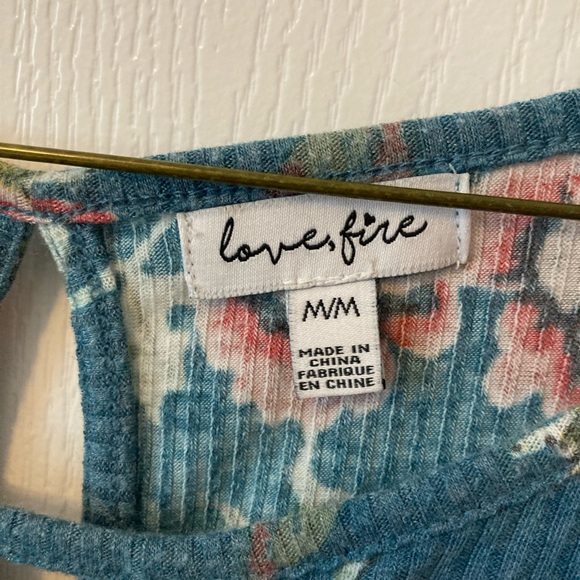 love, fire
M/M
MADE IN
CHINA
FABRIQUE
EN CHINE